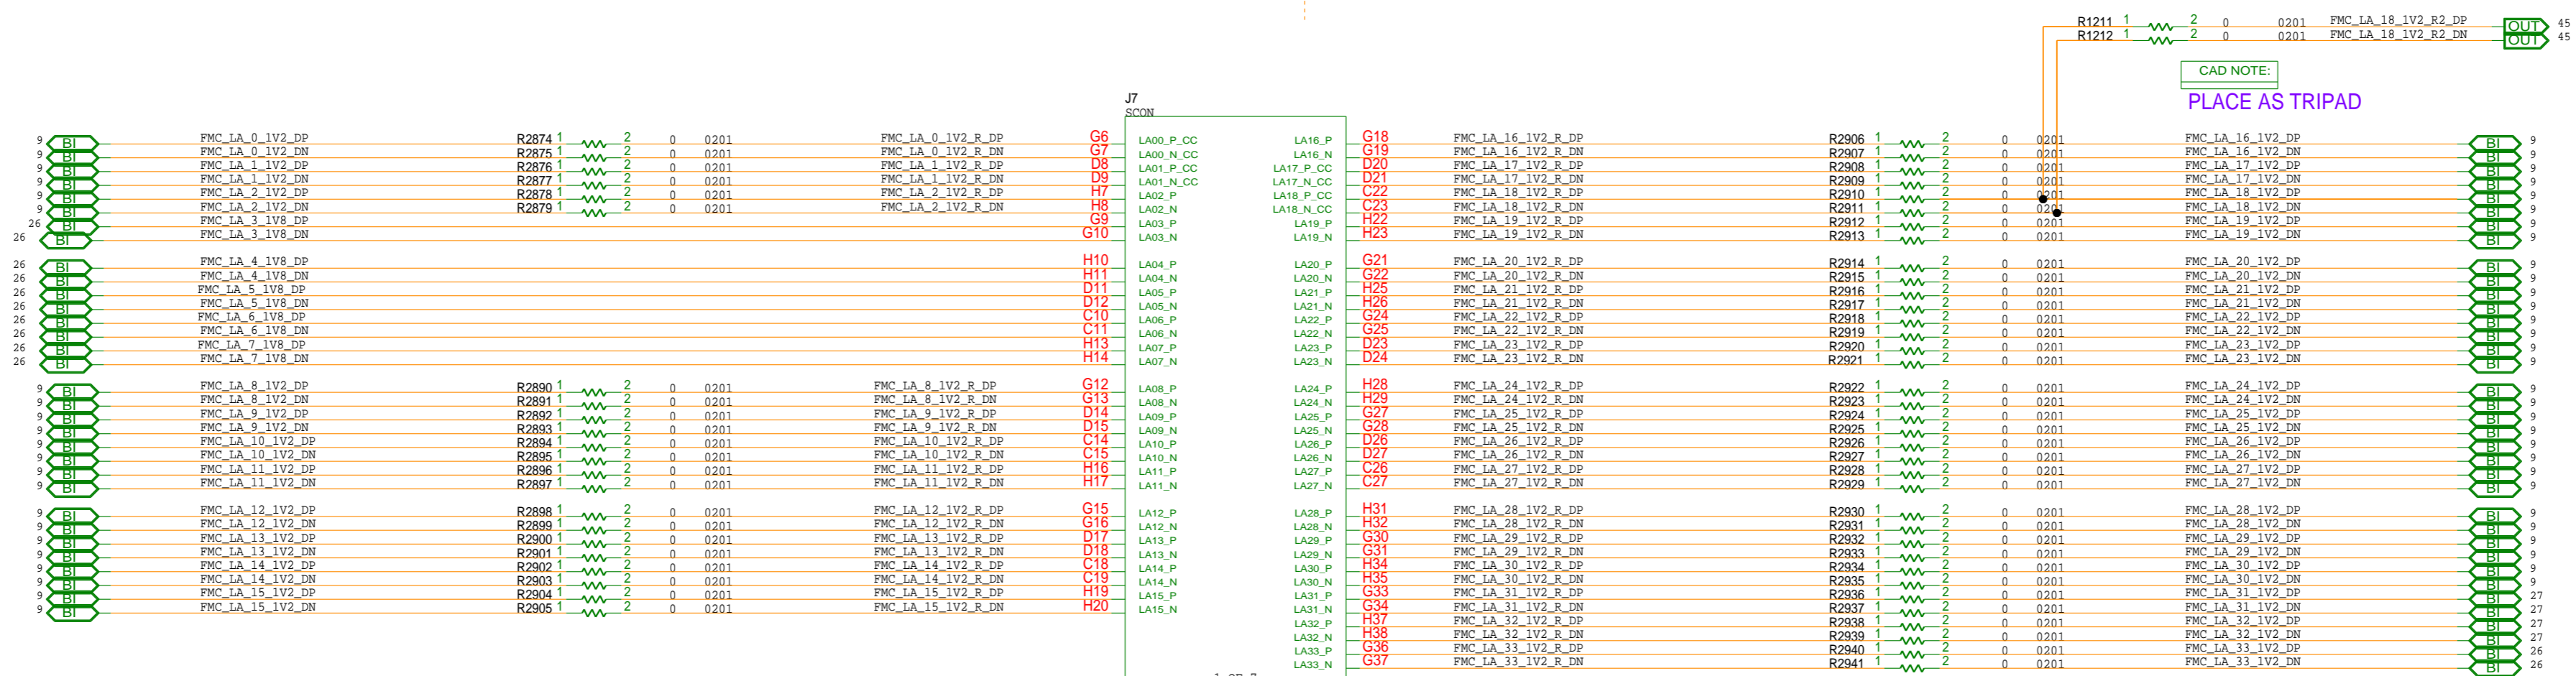 R1211 1 2 0 0201 FMC_LA_18_1V2_R2_DP OUT 45
R1212 1 2 0 0201 FMC_LA_18_1V2_R2_DN OUT 45
CAD NOTE:
PLACE AS TRIPAD
J7
SCON
9 BI FMC_LA_0_1V2_DP R2874 1 2 0 0201 FMC_LA_0_1V2_R_DP G6 LA00_P_CC LA16_P G18 FMC_LA_16_1V2_R_DP R2906 1 2 0 0201 FMC_LA_16_1V2_DP BI 9
9 BI FMC_LA_0_1V2_DN R2875 1 2 0 0201 FMC_LA_0_1V2_R_DN G7 LA00_N_CC LA16_N G19 FMC_LA_16_1V2_R_DN R2907 1 2 0 0201 FMC_LA_16_1V2_DN BI 9
9 BI FMC_LA_1_1V2_DP R2876 1 2 0 0201 FMC_LA_1_1V2_R_DP D8 LA01_P_CC LA17_P_CC D20 FMC_LA_17_1V2_R_DP R2908 1 2 0 0201 FMC_LA_17_1V2_DP BI 9
9 BI FMC_LA_1_1V2_DN R2877 1 2 0 0201 FMC_LA_1_1V2_R_DN D9 LA01_N_CC LA17_N_CC D21 FMC_LA_17_1V2_R_DN R2909 1 2 0 0201 FMC_LA_17_1V2_DN BI 9
9 BI FMC_LA_2_1V2_DP R2878 1 2 0 0201 FMC_LA_2_1V2_R_DP H7 LA02_P LA18_P_CC C22 FMC_LA_18_1V2_R_DP R2910 1 2 0 0201 FMC_LA_18_1V2_DP BI 9
9 BI FMC_LA_2_1V2_DN R2879 1 2 0 0201 FMC_LA_2_1V2_R_DN H8 LA02_N LA18_N_CC C23 FMC_LA_18_1V2_R_DN R2911 1 2 0 0201 FMC_LA_18_1V2_DN BI 9
26 BI FMC_LA_3_1V8_DP G9 LA03_P LA19_P H22 FMC_LA_19_1V2_R_DP R2912 1 2 0 0201 FMC_LA_19_1V2_DP BI 9
26 BI FMC_LA_3_1V8_DN G10 LA03_N LA19_N H23 FMC_LA_19_1V2_R_DN R2913 1 2 0 0201 FMC_LA_19_1V2_DN BI 9
26 BI FMC_LA_4_1V8_DP H10 LA04_P LA20_P G21 FMC_LA_20_1V2_R_DP R2914 1 2 0 0201 FMC_LA_20_1V2_DP BI 9
26 BI FMC_LA_4_1V8_DN H11 LA04_N LA20_N G22 FMC_LA_20_1V2_R_DN R2915 1 2 0 0201 FMC_LA_20_1V2_DN BI 9
26 BI FMC_LA_5_1V8_DP D11 LA05_P LA21_P H25 FMC_LA_21_1V2_R_DP R2916 1 2 0 0201 FMC_LA_21_1V2_DP BI 9
26 BI FMC_LA_5_1V8_DN D12 LA05_N LA21_N H26 FMC_LA_21_1V2_R_DN R2917 1 2 0 0201 FMC_LA_21_1V2_DN BI 9
26 BI FMC_LA_6_1V8_DP C10 LA06_P LA22_P G24 FMC_LA_22_1V2_R_DP R2918 1 2 0 0201 FMC_LA_22_1V2_DP BI 9
26 BI FMC_LA_6_1V8_DN C11 LA06_N LA22_N G25 FMC_LA_22_1V2_R_DN R2919 1 2 0 0201 FMC_LA_22_1V2_DN BI 9
26 BI FMC_LA_7_1V8_DP H13 LA07_P LA23_P D23 FMC_LA_23_1V2_R_DP R2920 1 2 0 0201 FMC_LA_23_1V2_DP BI 9
26 BI FMC_LA_7_1V8_DN H14 LA07_N LA23_N D24 FMC_LA_23_1V2_R_DN R2921 1 2 0 0201 FMC_LA_23_1V2_DN BI 9
9 BI FMC_LA_8_1V2_DP R2890 1 2 0 0201 FMC_LA_8_1V2_R_DP G12 LA08_P LA24_P H28 FMC_LA_24_1V2_R_DP R2922 1 2 0 0201 FMC_LA_24_1V2_DP BI 9
9 BI FMC_LA_8_1V2_DN R2891 1 2 0 0201 FMC_LA_8_1V2_R_DN G13 LA08_N LA24_N H29 FMC_LA_24_1V2_R_DN R2923 1 2 0 0201 FMC_LA_24_1V2_DN BI 9
9 BI FMC_LA_9_1V2_DP R2892 1 2 0 0201 FMC_LA_9_1V2_R_DP D14 LA09_P LA25_P G27 FMC_LA_25_1V2_R_DP R2924 1 2 0 0201 FMC_LA_25_1V2_DP BI 9
9 BI FMC_LA_9_1V2_DN R2893 1 2 0 0201 FMC_LA_9_1V2_R_DN D15 LA09_N LA25_N G28 FMC_LA_25_1V2_R_DN R2925 1 2 0 0201 FMC_LA_25_1V2_DN BI 9
9 BI FMC_LA_10_1V2_DP R2894 1 2 0 0201 FMC_LA_10_1V2_R_DP C14 LA10_P LA26_P D26 FMC_LA_26_1V2_R_DP R2926 1 2 0 0201 FMC_LA_26_1V2_DP BI 9
9 BI FMC_LA_10_1V2_DN R2895 1 2 0 0201 FMC_LA_10_1V2_R_DN C15 LA10_N LA26_N D27 FMC_LA_26_1V2_R_DN R2927 1 2 0 0201 FMC_LA_26_1V2_DN BI 9
9 BI FMC_LA_11_1V2_DP R2896 1 2 0 0201 FMC_LA_11_1V2_R_DP H16 LA11_P LA27_P C26 FMC_LA_27_1V2_R_DP R2928 1 2 0 0201 FMC_LA_27_1V2_DP BI 9
9 BI FMC_LA_11_1V2_DN R2897 1 2 0 0201 FMC_LA_11_1V2_R_DN H17 LA11_N LA27_N C27 FMC_LA_27_1V2_R_DN R2929 1 2 0 0201 FMC_LA_27_1V2_DN BI 9
9 BI FMC_LA_12_1V2_DP R2898 1 2 0 0201 FMC_LA_12_1V2_R_DP G15 LA12_P LA28_P H31 FMC_LA_28_1V2_R_DP R2930 1 2 0 0201 FMC_LA_28_1V2_DP BI 9
9 BI FMC_LA_12_1V2_DN R2899 1 2 0 0201 FMC_LA_12_1V2_R_DN G16 LA12_N LA28_N H32 FMC_LA_28_1V2_R_DN R2931 1 2 0 0201 FMC_LA_28_1V2_DN BI 9
9 BI FMC_LA_13_1V2_DP R2900 1 2 0 0201 FMC_LA_13_1V2_R_DP D17 LA13_P LA29_P G30 FMC_LA_29_1V2_R_DP R2932 1 2 0 0201 FMC_LA_29_1V2_DP BI 9
9 BI FMC_LA_13_1V2_DN R2901 1 2 0 0201 FMC_LA_13_1V2_R_DN D18 LA13_N LA29_N G31 FMC_LA_29_1V2_R_DN R2933 1 2 0 0201 FMC_LA_29_1V2_DN BI 9
9 BI FMC_LA_14_1V2_DP R2902 1 2 0 0201 FMC_LA_14_1V2_R_DP C18 LA14_P LA30_P H34 FMC_LA_30_1V2_R_DP R2934 1 2 0 0201 FMC_LA_30_1V2_DP BI 9
9 BI FMC_LA_14_1V2_DN R2903 1 2 0 0201 FMC_LA_14_1V2_R_DN C19 LA14_N LA30_N H35 FMC_LA_30_1V2_R_DN R2935 1 2 0 0201 FMC_LA_30_1V2_DN BI 9
9 BI FMC_LA_15_1V2_DP R2904 1 2 0 0201 FMC_LA_15_1V2_R_DP H19 LA15_P LA31_P G33 FMC_LA_31_1V2_R_DP R2936 1 2 0 0201 FMC_LA_31_1V2_DP BI 27
9 BI FMC_LA_15_1V2_DN R2905 1 2 0 0201 FMC_LA_15_1V2_R_DN H20 LA15_N LA31_N G34 FMC_LA_31_1V2_R_DN R2937 1 2 0 0201 FMC_LA_31_1V2_DN BI 27
LA32_P H37 FMC_LA_32_1V2_R_DP R2938 1 2 0 0201 FMC_LA_32_1V2_DP BI 27
LA32_N H38 FMC_LA_32_1V2_R_DN R2939 1 2 0 0201 FMC_LA_32_1V2_DN BI 27
LA33_P G36 FMC_LA_33_1V2_R_DP R2940 1 2 0 0201 FMC_LA_33_1V2_DP BI 26
LA33_N G37 FMC_LA_33_1V2_R_DN R2941 1 2 0 0201 FMC_LA_33_1V2_DN BI 26